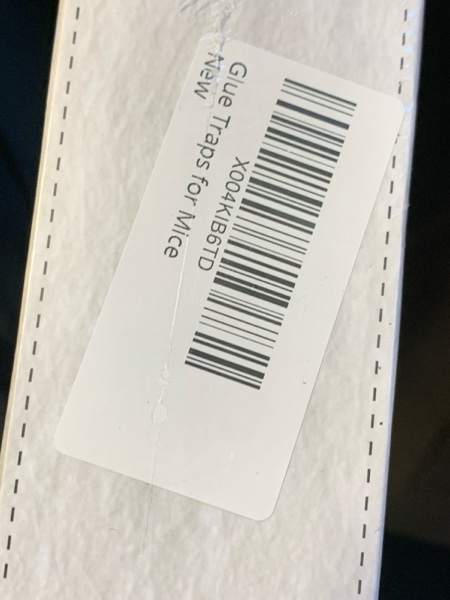 X004KIB6TD
Glue Traps for Mice
New